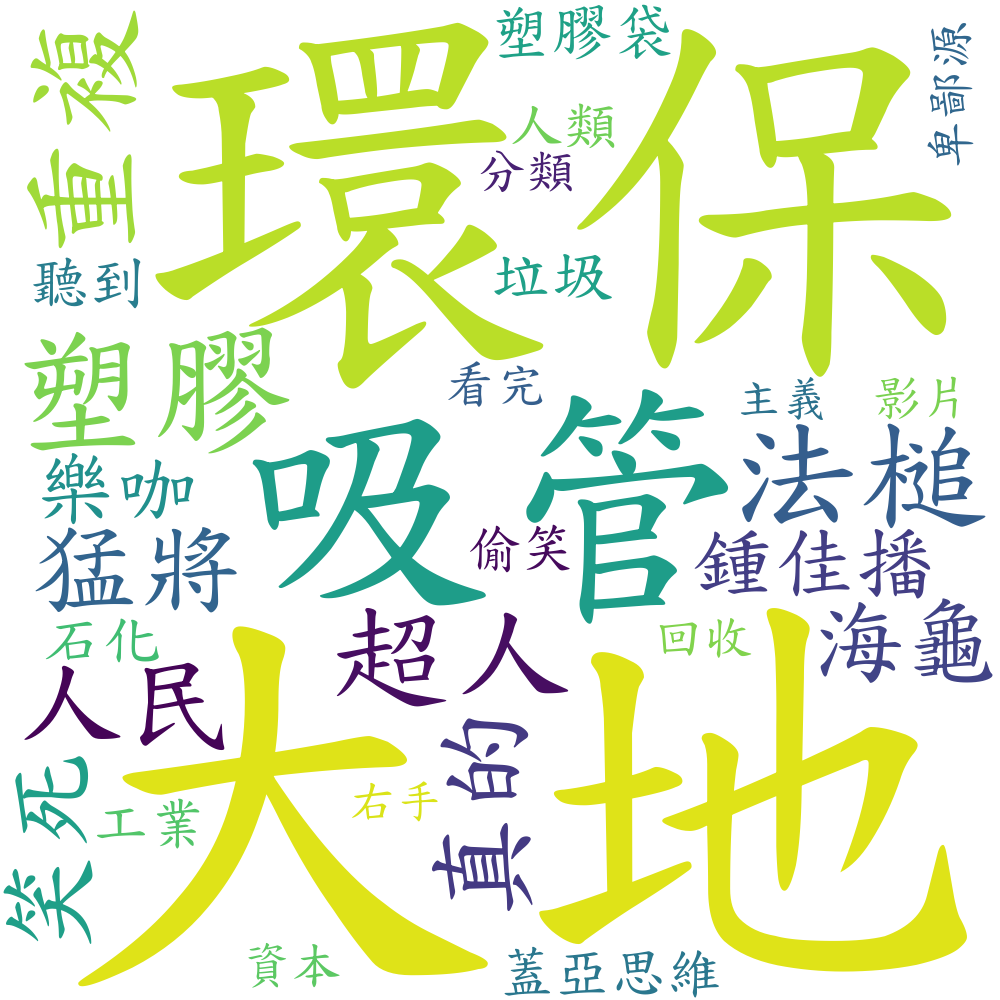 塑膠袋
卑鄙源
重複
環保
人類
分類
聽到
垃圾
塑膠
看完
主義
影片
吸管
法槌
樂咖
猛將
偷笑
鍾佳播
海龜
超人
石化
回收
人民
大地
真的
笑死
工業
右手
資本
蓋亞思維